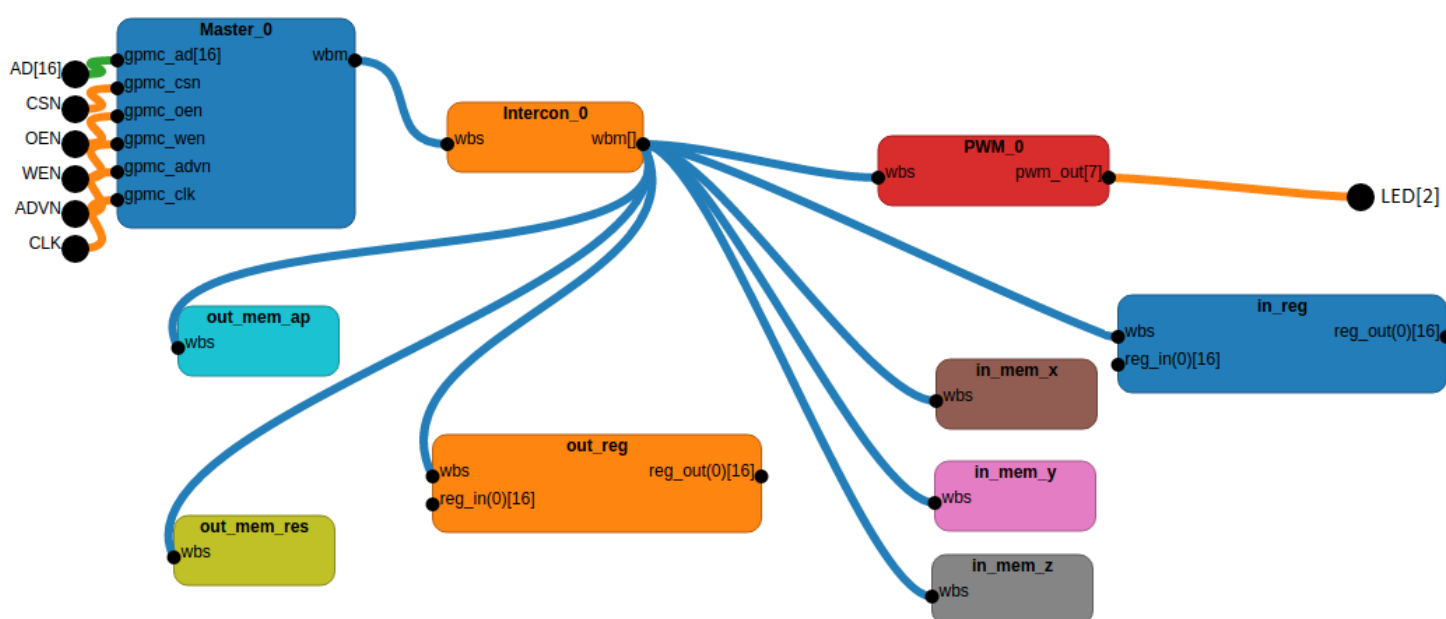 AD[16]
CSN
OEN
WEN
ADVN
CLK
Master_0
gpmc_ad[16]
wbm
gpmc_csn
gpmc_oen
gpmc_wen
gpmc_advn
gpmc_clk
Intercon_0
wbs
wbm[]
PWM_0
wbs
pwm_out[7]
LED[2]
out_mem_ap
wbs
in_reg
wbs
reg_out(0)[16]
reg_in(0)[16]
in_mem_x
wbs
out_reg
wbs
reg_out(0)[16]
reg_in(0)[16]
in_mem_y
wbs
out_mem_res
wbs
in_mem_z
wbs